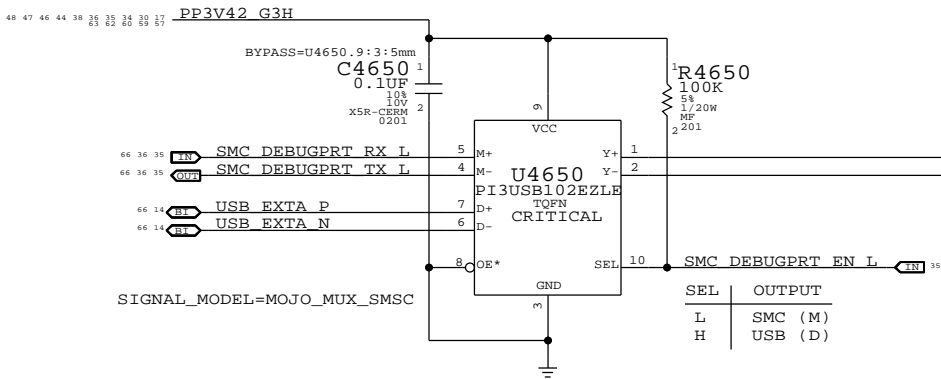 48 47 46 44 38 36 35 34 30 17
63 62 60 59 57
PP3V42_G3H
BYPASS=U4650.9:3:5mm
C4650
0.1UF
10%
10V
X5R-CERM
0201
1
2
9
VCC
1
R4650
100K
5%
1/20W
MF
201
2
66 36 35 IN SMC_DEBUGPRT_RX_L 5 M+
66 36 35 OUT SMC_DEBUGPRT_TX_L 4 M-
66 14 BI USB_EXTA_P 7 D+
66 14 BI USB_EXTA_N 6 D-
U4650
PI3USB102EZLE
TQFN
CRITICAL
Y+ 1
Y- 2
8 OE*
SEL 10 SMC_DEBUGPRT_EN_L IN 35
GND
3
SIGNAL_MODEL=MOJO_MUX_SMSC
SEL OUTPUT
L SMC (M)
H USB (D)